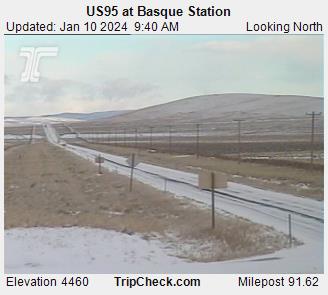 US95 at Basque Station
Updated: Jan 10 2024 9:40 AM Looking North
Elevation 4460 TripCheck.com Milepost 91.62